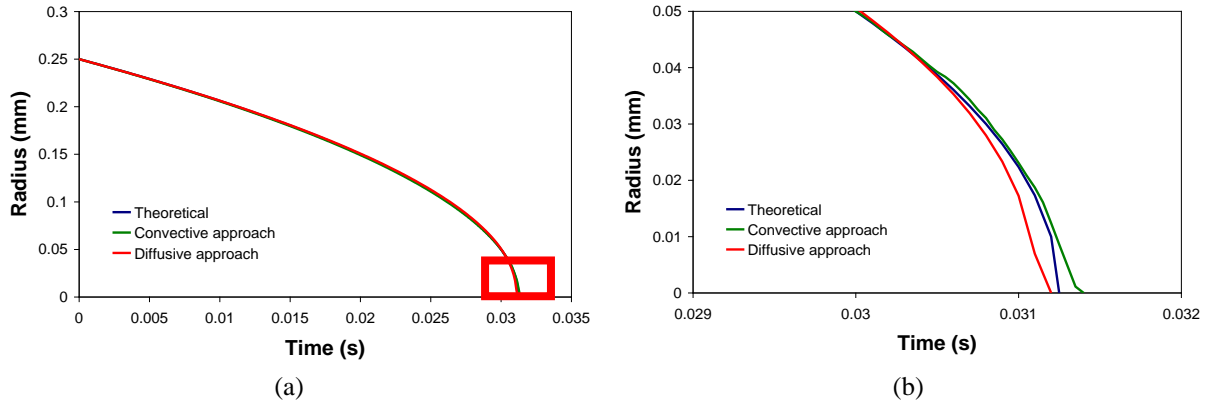 0.3
0.25
0.2
0.15
0.1
0.05
0
Radius (mm)
Theoretical
Convective approach
Diffusive approach
0 0.005 0.01 0.015 0.02 0.025 0.03 0.035
Time (s)
(a)
0.05
0.04
0.03
0.02
0.01
0
Radius (mm)
Theoretical
Convective approach
Diffusive approach
0.029 0.03 0.031 0.032
Time (s)
(b)